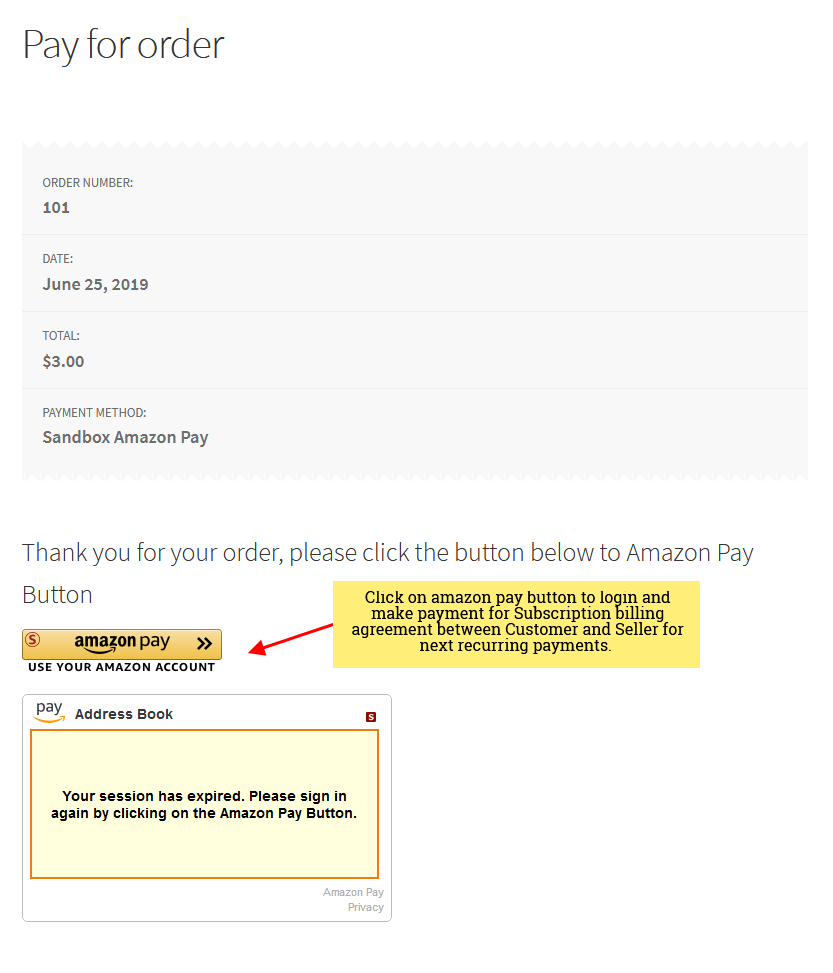 Pay for order
ORDER NUMBER:
101
DATE:
June 25, 2019
TOTAL:
$3.00
PAYMENT METHOD:
Sandbox Amazon Pay
Thank you for your order, please click the button below to Amazon Pay
Button
Click on amazon pay button to login and
make payment for Subscription billing
agreement between Customer and Seller for
next recurring payments.
S amazon pay »
USE YOUR AMAZON ACCOUNT
pay Address Book S
Your session has expired. Please sign in
again by clicking on the Amazon Pay Button.
Amazon Pay
Privacy